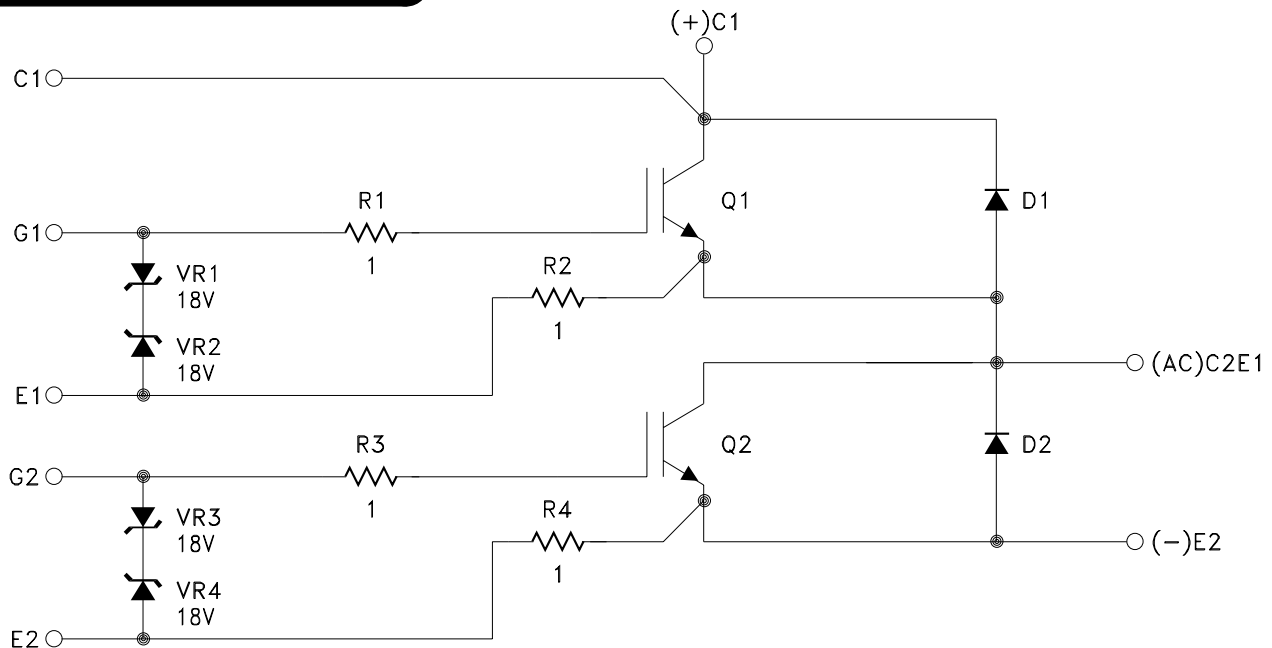 (+)C1
C1
R1
Q1
D1
G1
1
R2
VR1
18V
1
VR2
18V
(AC)C2E1
E1
R3
Q2
D2
G2
1
R4
VR3
18V
(-)E2
1
VR4
18V
E2